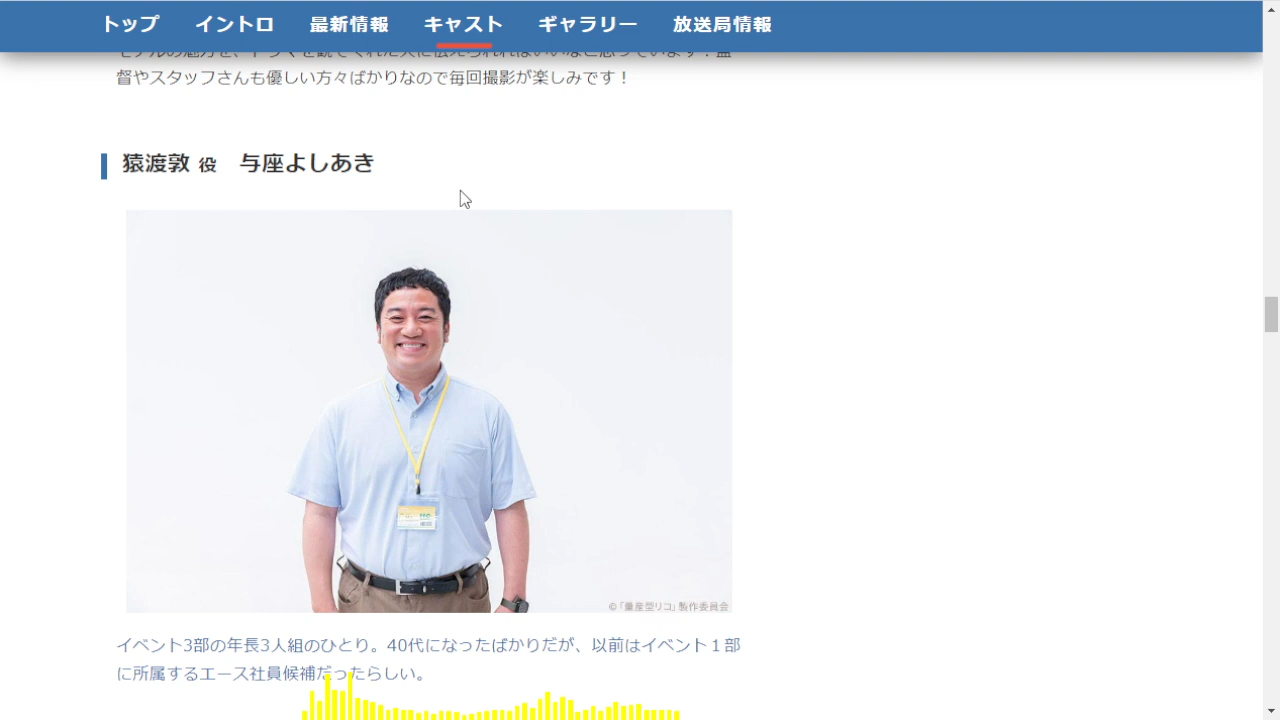 トップ イントロ 最新情報 キャスト ギャラリー 放送局情報
督やスタッフさんも優しい方々ばかりなので毎回撮影が楽しみです！
猿渡敦 役 与座よしあき
©「量産型リコ」製作委員会
イベント3部の年長3人組のひとり。40代になったばかりだが、以前はイベント１部
に所属するエース社員候補だったらしい。